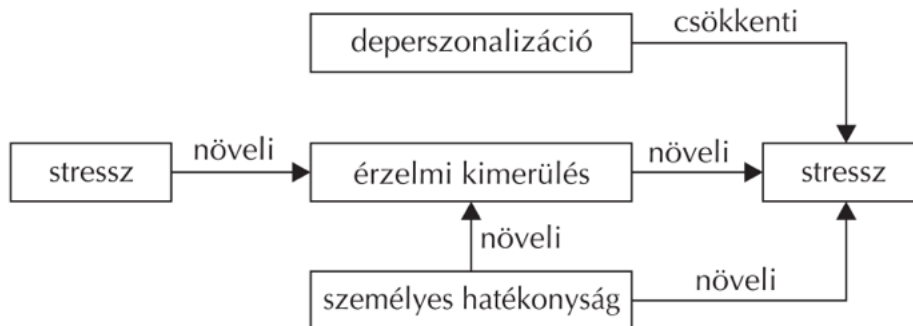 deperszonalizáció
csökkenti
stressz
növeli
érzelmi kimerülés
növeli
stressz
növeli
személyes hatékonyság
növeli